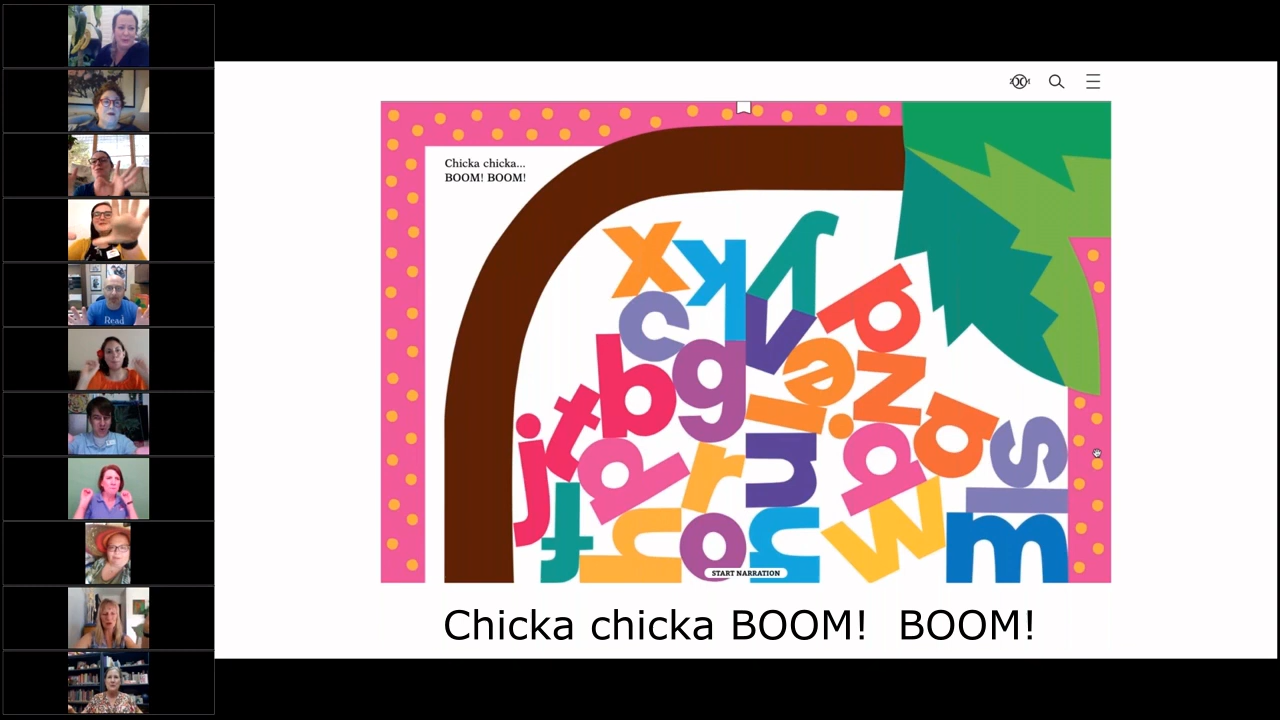 Read
Chicka chicka...
BOOM! BOOM!
x k y
c v
b g e z
j t
r s
f h o w l m
START NARRATION
Chicka chicka BOOM! BOOM!